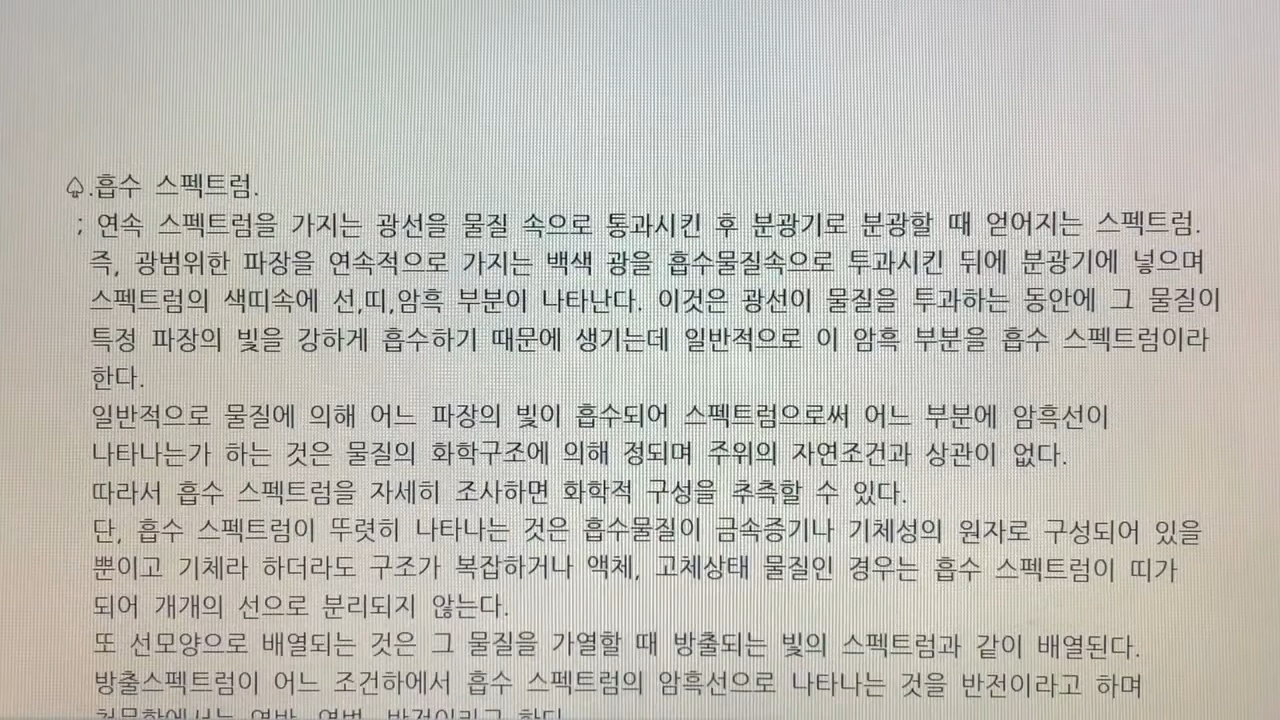 ♤.흡수 스펙트럼.
; 연속 스펙트럼을 가지는 광선을 물질 속으로 통과시킨 후 분광기로 분광할 때 얻어지는 스펙트럼.
즉, 광범위한 파장을 연속적으로 가지는 백색 광을 흡수물질속으로 투과시킨 뒤에 분광기에 넣으며
스펙트럼의 색띠속에 선,띠,암흑 부분이 나타난다. 이것은 광선이 물질을 투과하는 동안에 그 물질이
특정 파장의 빛을 강하게 흡수하기 때문에 생기는데 일반적으로 이 암흑 부분을 흡수 스펙트럼이라
한다.
일반적으로 물질에 의해 어느 파장의 빛이 흡수되어 스펙트럼으로써 어느 부분에 암흑선이
나타나는가 하는 것은 물질의 화학구조에 의해 정되며 주위의 자연조건과 상관이 없다.
따라서 흡수 스펙트럼을 자세히 조사하면 화학적 구성을 추측할 수 있다.
단, 흡수 스펙트럼이 뚜렷히 나타나는 것은 흡수물질이 금속증기나 기체성의 원자로 구성되어 있을
뿐이고 기체라 하더라도 구조가 복잡하거나 액체, 고체상태 물질인 경우는 흡수 스펙트럼이 띠가
되어 개개의 선으로 분리되지 않는다.
또 선모양으로 배열되는 것은 그 물질을 가열할 때 방출되는 빛의 스펙트럼과 같이 배열된다.
방출스펙트럼이 어느 조건하에서 흡수 스펙트럼의 암흑선으로 나타나는 것을 반전이라고 하며